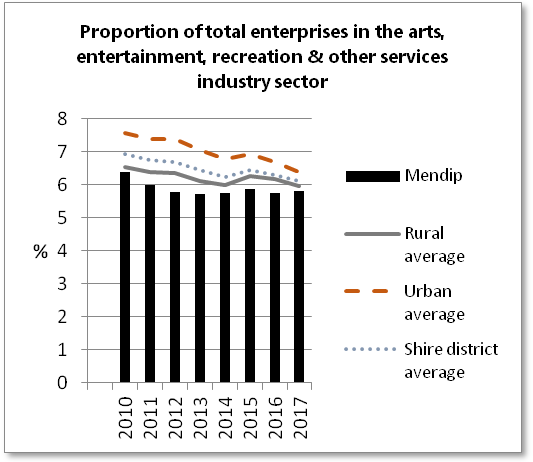 Proportion of total enterprises in the arts,
entertainment, recreation & other services
industry sector
8
7
6
5
% 4
3
2
1
0
2010
2011
2012
2013
2014
2015
2016
2017
Mendip
Rural
average
Urban
average
Shire district
average